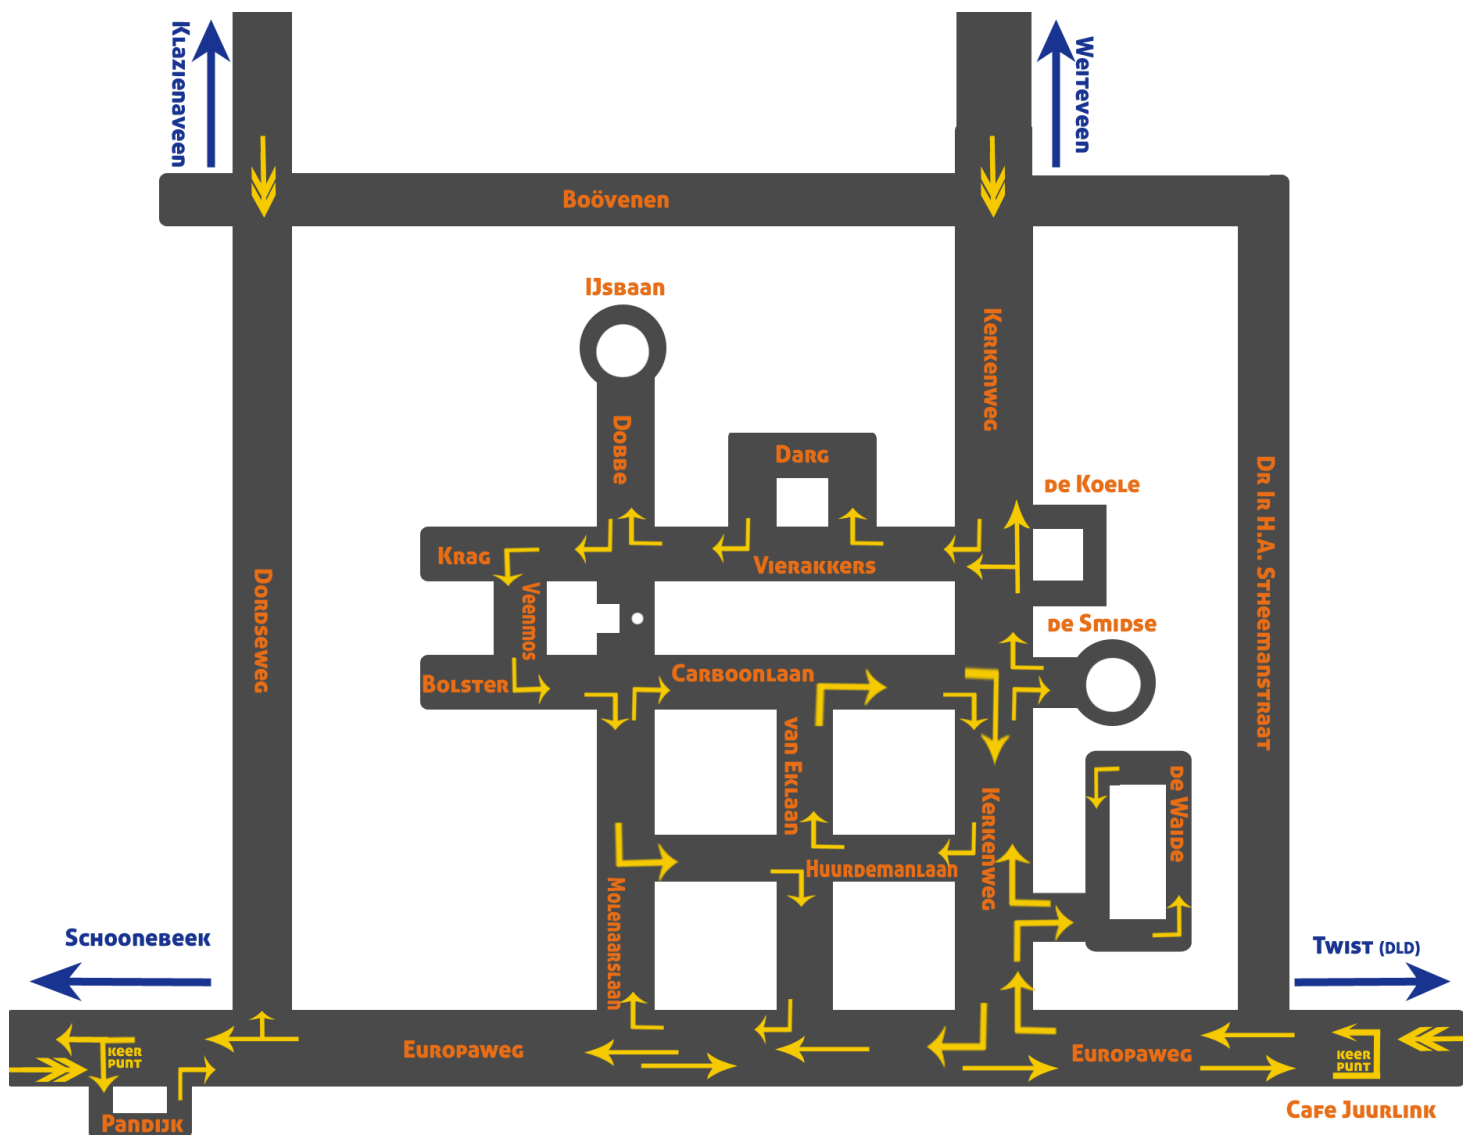 Klazienaveen
Weiteveen
Boövenen
IJsbaan
Kerkenweg
Dobbe
Darg
de Koele
Dr Ir H.A. Stheemanstraat
Krag
Vierakkers
Dordseweg
Veenmos
de Smidse
Bolster
Carboonlaan
van Eklaan
Kerkenweg
de Waide
Huurdemanlaan
Molenaarslaan
Schoonebeek
Twist (DLD)
Keer
punt
Europaweg
Europaweg
Keer
punt
Pandijk
Cafe Juurlink